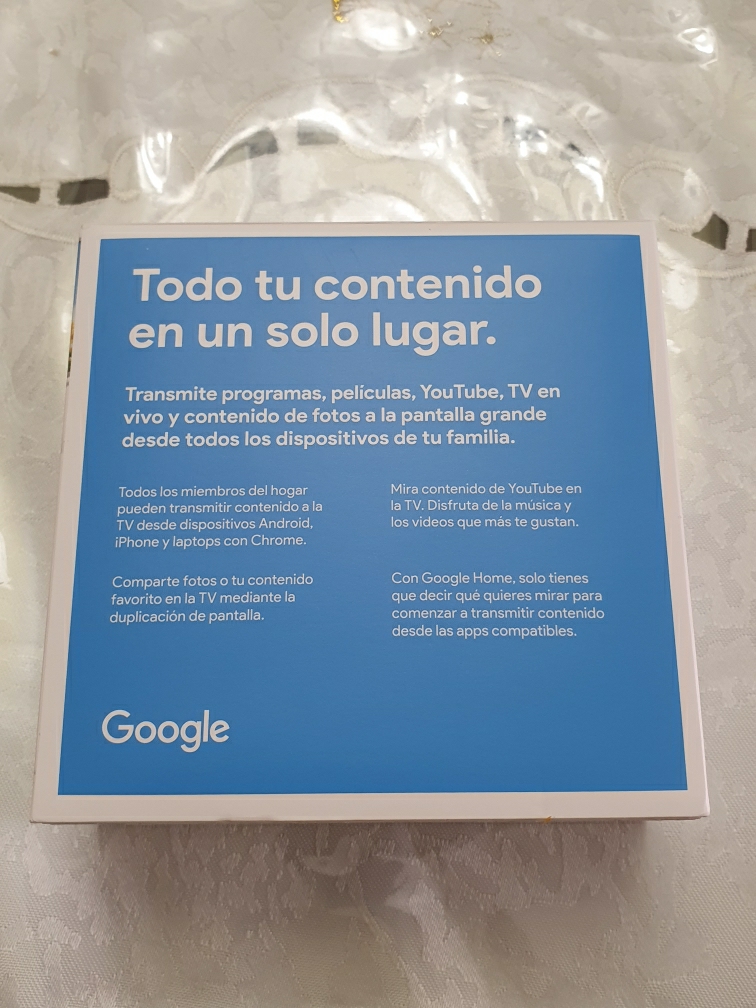 Todo tu contenido
en un solo lugar.
Transmite programas, películas, YouTube, TV en
vivo y contenido de fotos a la pantalla grande
desde todos los dispositivos de tu familia.
Todos los miembros del hogar
pueden transmitir contenido a la
TV desde dispositivos Android,
iPhone y laptops con Chrome.
Mira contenido de YouTube en
la TV. Disfruta de la música y
los videos que más te gustan.
Comparte fotos o tu contenido
favorito en la TV mediante la
duplicación de pantalla.
Con Google Home, solo tienes
que decir qué quieres mirar para
comenzar a transmitir contenido
desde las apps compatibles.
Google